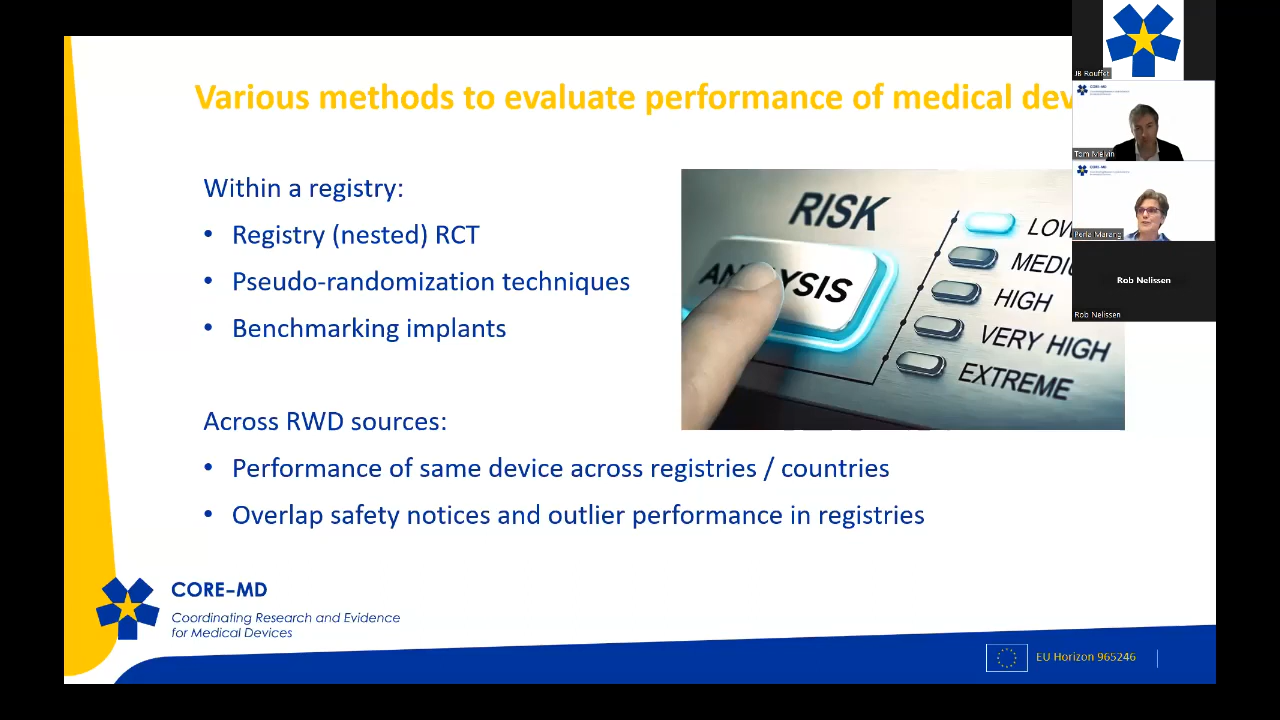 Various methods to evaluate performance of medical dev
Within a registry:
• Registry (nested) RCT
• Pseudo-randomization techniques
• Benchmarking implants
Across RWD sources:
• Performance of same device across registries / countries
• Overlap safety notices and outlier performance in registries
RISK
ANALYSIS
LOW
MEDIU
HIGH
VERY HIGH
EXTREME
JB Rouffet
Tom Melvin
Perla Marang
Rob Nelissen
Rob Nelissen
CORE-MD
Coordinating Research and Evidence
for Medical Devices
EU Horizon 965246